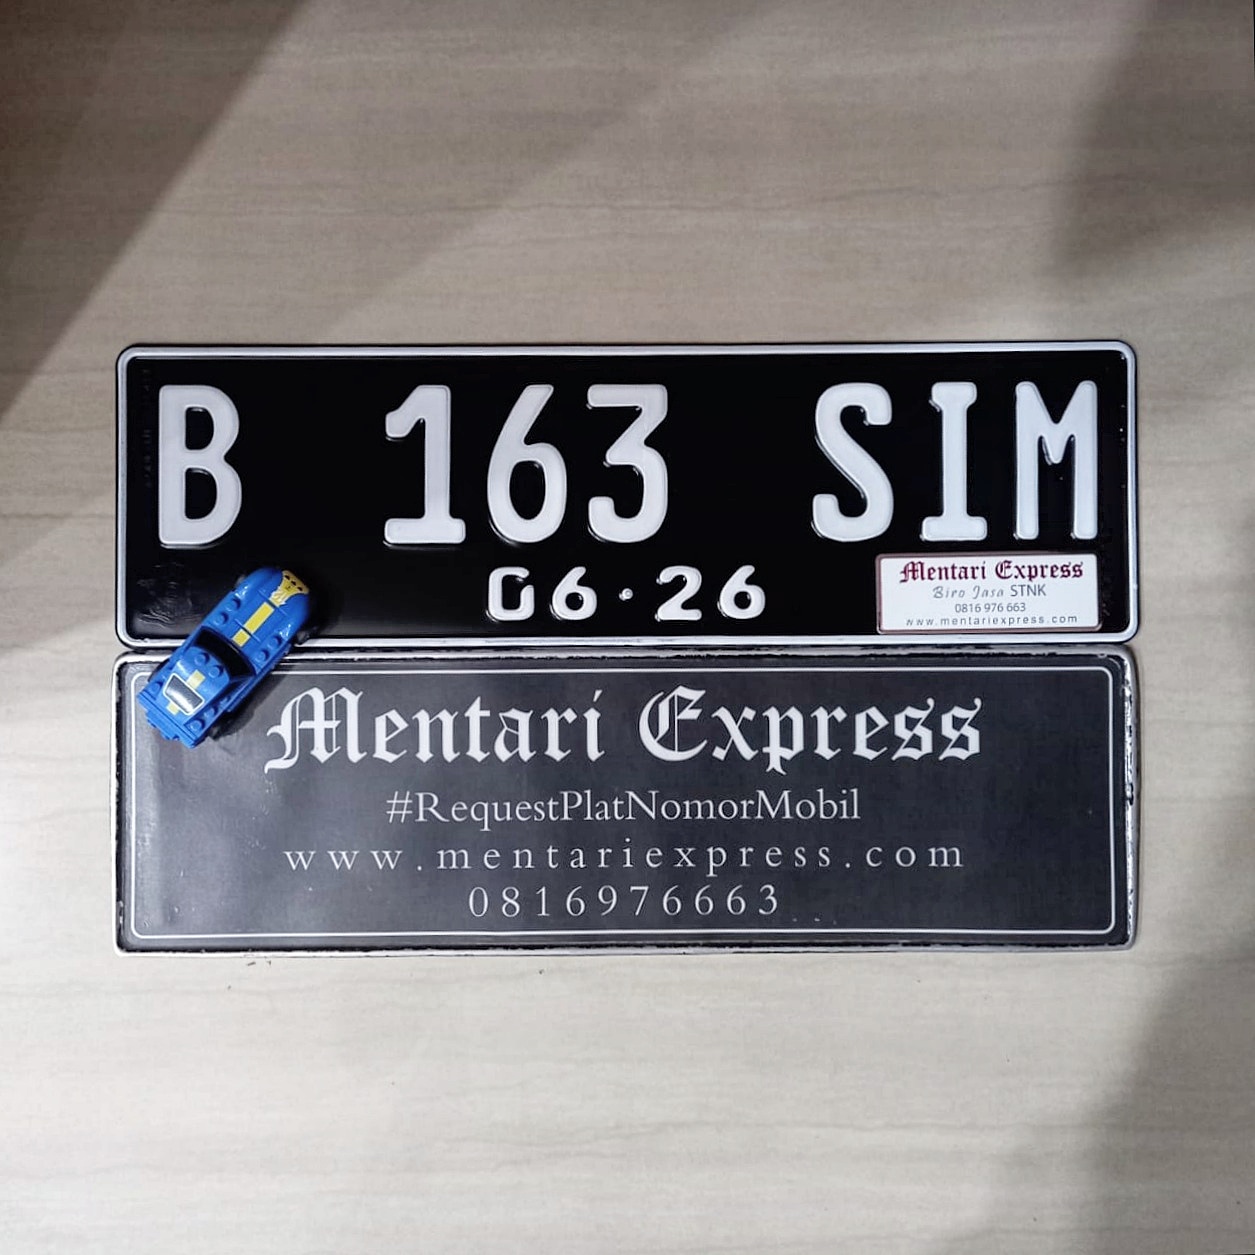 B 163 SIM
06·26
Mentari Express
Biro Jasa STNK
0816 976 663
www.mentariexpress.com
Mentari Express
#RequestPlatNomorMobil
www.mentariexpress.com
0816976663